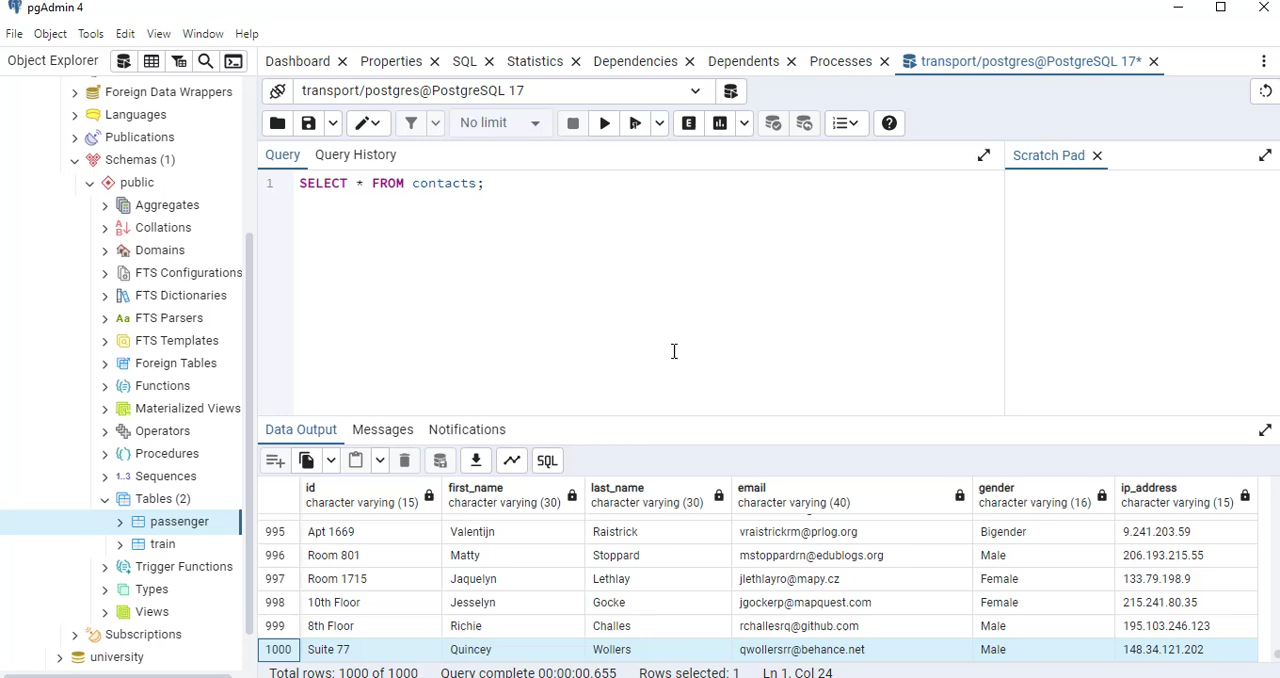 pgAdmin 4
File Object Tools Edit View Window Help
Object Explorer
Dashboard Properties SQL Statistics Dependencies Dependents Processes transport/postgres@PostgreSQL 17*
Foreign Data Wrappers
Languages
Publications
Schemas (1)
public
Aggregates
Collations
Domains
FTS Configurations
FTS Dictionaries
Aa FTS Parsers
FTS Templates
Foreign Tables
Functions
Materialized Views
Operators
Procedures
1..3 Sequences
Tables (2)
passenger
train
Trigger Functions
Types
Views
Subscriptions
university
transport/postgres@PostgreSQL 17
No limit E
Query Query History
Scratch Pad
1 SELECT * FROM contacts;
Data Output Messages Notifications
SQL
id first_name last_name email gender ip_address
character varying (15) character varying (30) character varying (30) character varying (40) character varying (16) character varying (15)
995 Apt 1669 Valentijn Raistrick vraistrickrm@prlog.org Bigender 9.241.203.59
996 Room 801 Matty Stoppard mstoppardrn@edublogs.org Male 206.193.215.55
997 Room 1715 Jaquelyn Lethlay jlethlayro@mapy.cz Female 133.79.198.9
998 10th Floor Jesselyn Gocke jgockerp@mapquest.com Female 215.241.80.35
999 8th Floor Richie Challes rchallesrq@github.com Male 195.103.246.123
1000 Suite 77 Quincey Wollers qwollersrr@behance.net Male 148.34.121.202
Total rows: 1000 of 1000 Query complete 00:00:00.655 Rows selected: 1 Ln 1, Col 24